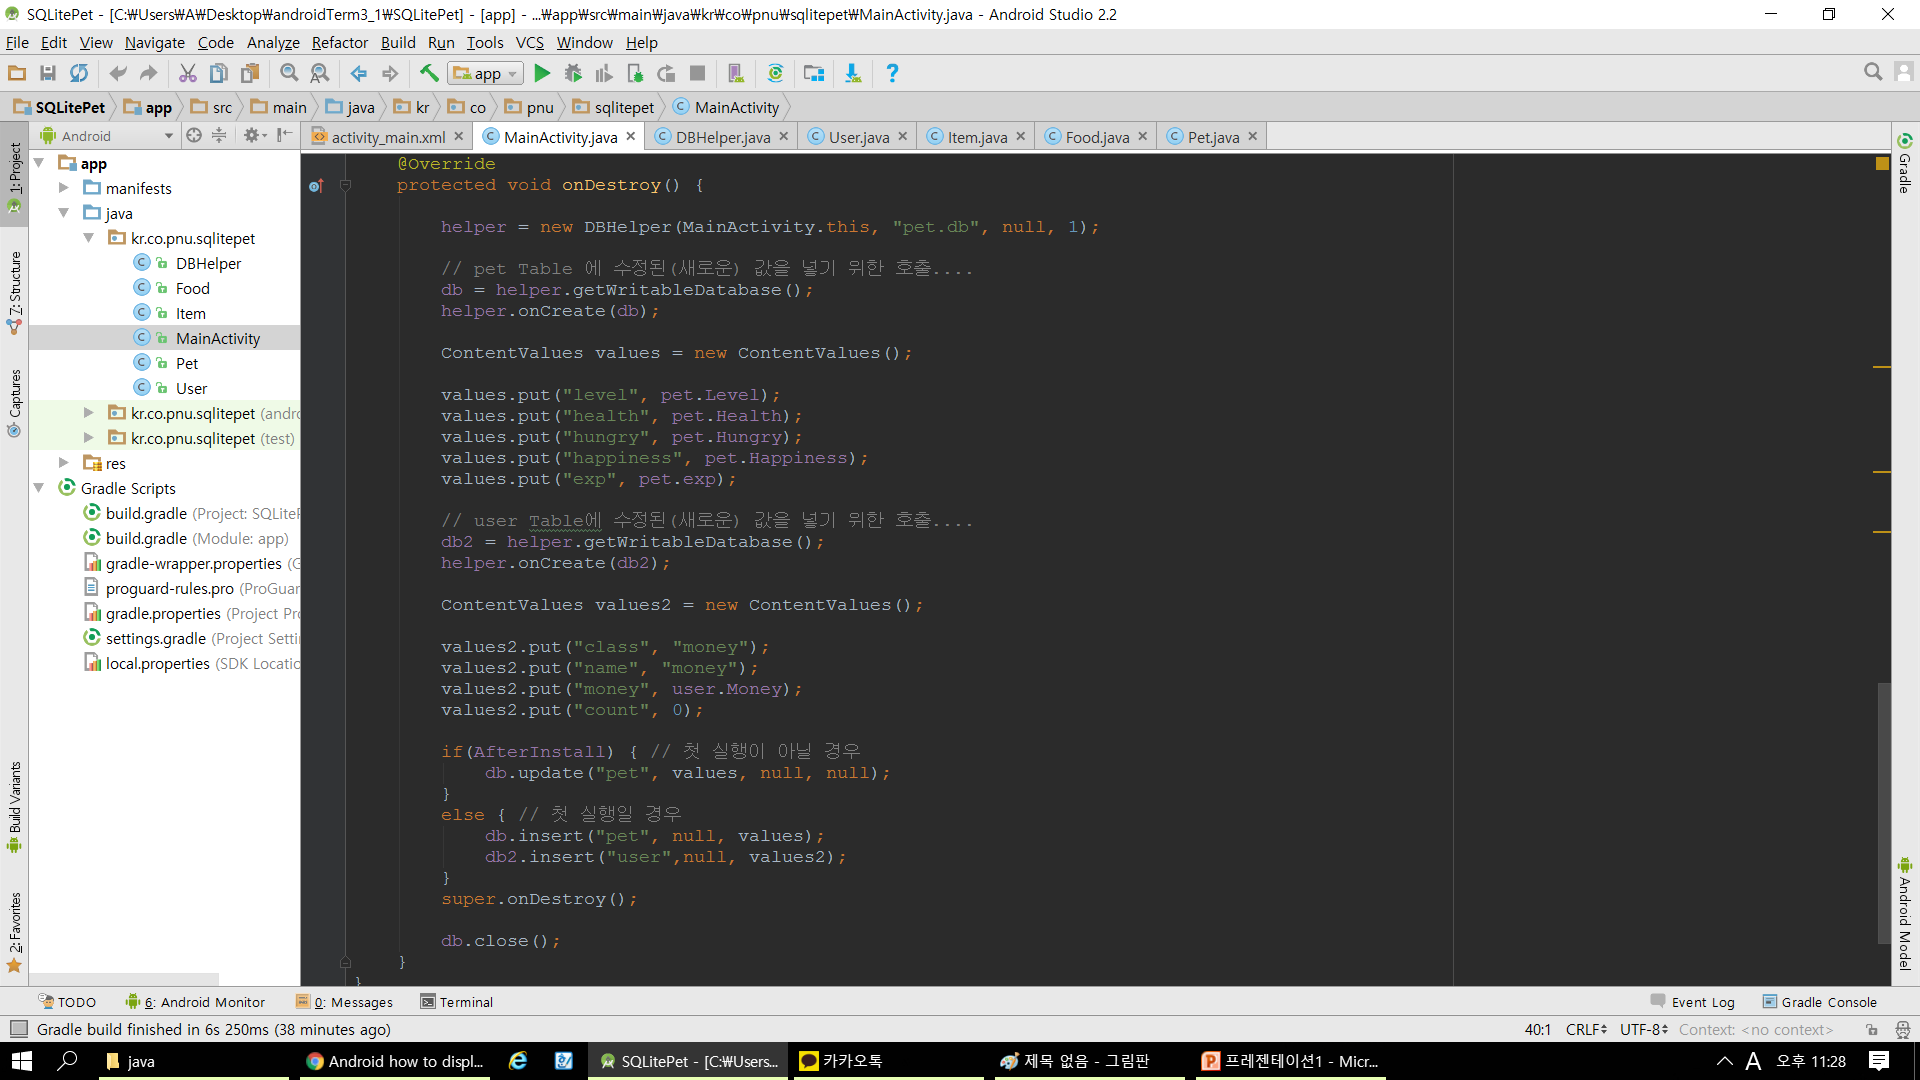 SQLitePet - [C:₩Users₩A₩Desktop₩androidTerm3_1₩SQLitePet] - [app] - ...₩app₩src₩main₩java₩kr₩co₩pnu₩sqlitepet₩MainActivity.java - Android Studio 2.2
File Edit View Navigate Code Analyze Refactor Build Run Tools VCS Window Help
app
SQLitePet app src main java kr co pnu sqlitepet MainActivity
Android
activity_main.xml MainActivity.java DBHelper.java User.java Item.java Food.java Pet.java
1: Project
Z: Structure
Captures
Build Variants
2: Favorites
app
manifests
java
kr.co.pnu.sqlitepet
DBHelper
Food
Item
MainActivity
Pet
User
kr.co.pnu.sqlitepet (andro
kr.co.pnu.sqlitepet (test)
res
Gradle Scripts
build.gradle (Project: SQLiteP
build.gradle (Module: app)
gradle-wrapper.properties (G
proguard-rules.pro (ProGuar
gradle.properties (Project Pro
settings.gradle (Project Setti
local.properties (SDK Locatio
@Override
protected void onDestroy() {
helper = new DBHelper(MainActivity.this, "pet.db", null, 1);
// pet Table 에 수정된(새로운) 값을 넣기 위한 호출....
db = helper.getWritableDatabase();
helper.onCreate(db);
ContentValues values = new ContentValues();
values.put("level", pet.Level);
values.put("health", pet.Health);
values.put("hungry", pet.Hungry);
values.put("happiness", pet.Happiness);
values.put("exp", pet.exp);
// user Table에 수정된(새로운) 값을 넣기 위한 호출....
db2 = helper.getWritableDatabase();
helper.onCreate(db2);
ContentValues values2 = new ContentValues();
values2.put("class", "money");
values2.put("name", "money");
values2.put("money", user.Money);
values2.put("count", 0);
if(AfterInstall) { // 첫 실행이 아닐 경우
db.update("pet", values, null, null);
}
else { // 첫 실행일 경우
db.insert("pet", null, values);
db2.insert("user",null, values2);
}
super.onDestroy();
db.close();
}
}
Gradle
Android Model
TODO 6: Android Monitor 0: Messages Terminal Event Log Gradle Console
Gradle build finished in 6s 250ms (38 minutes ago) 40:1 CRLF UTF-8 Context: <no context>
java Android how to displ... SQLitePet - [C:₩Users... 카카오톡 제목 없음 - 그림판 프레젠테이션1 - Micr... A 오후 11:28